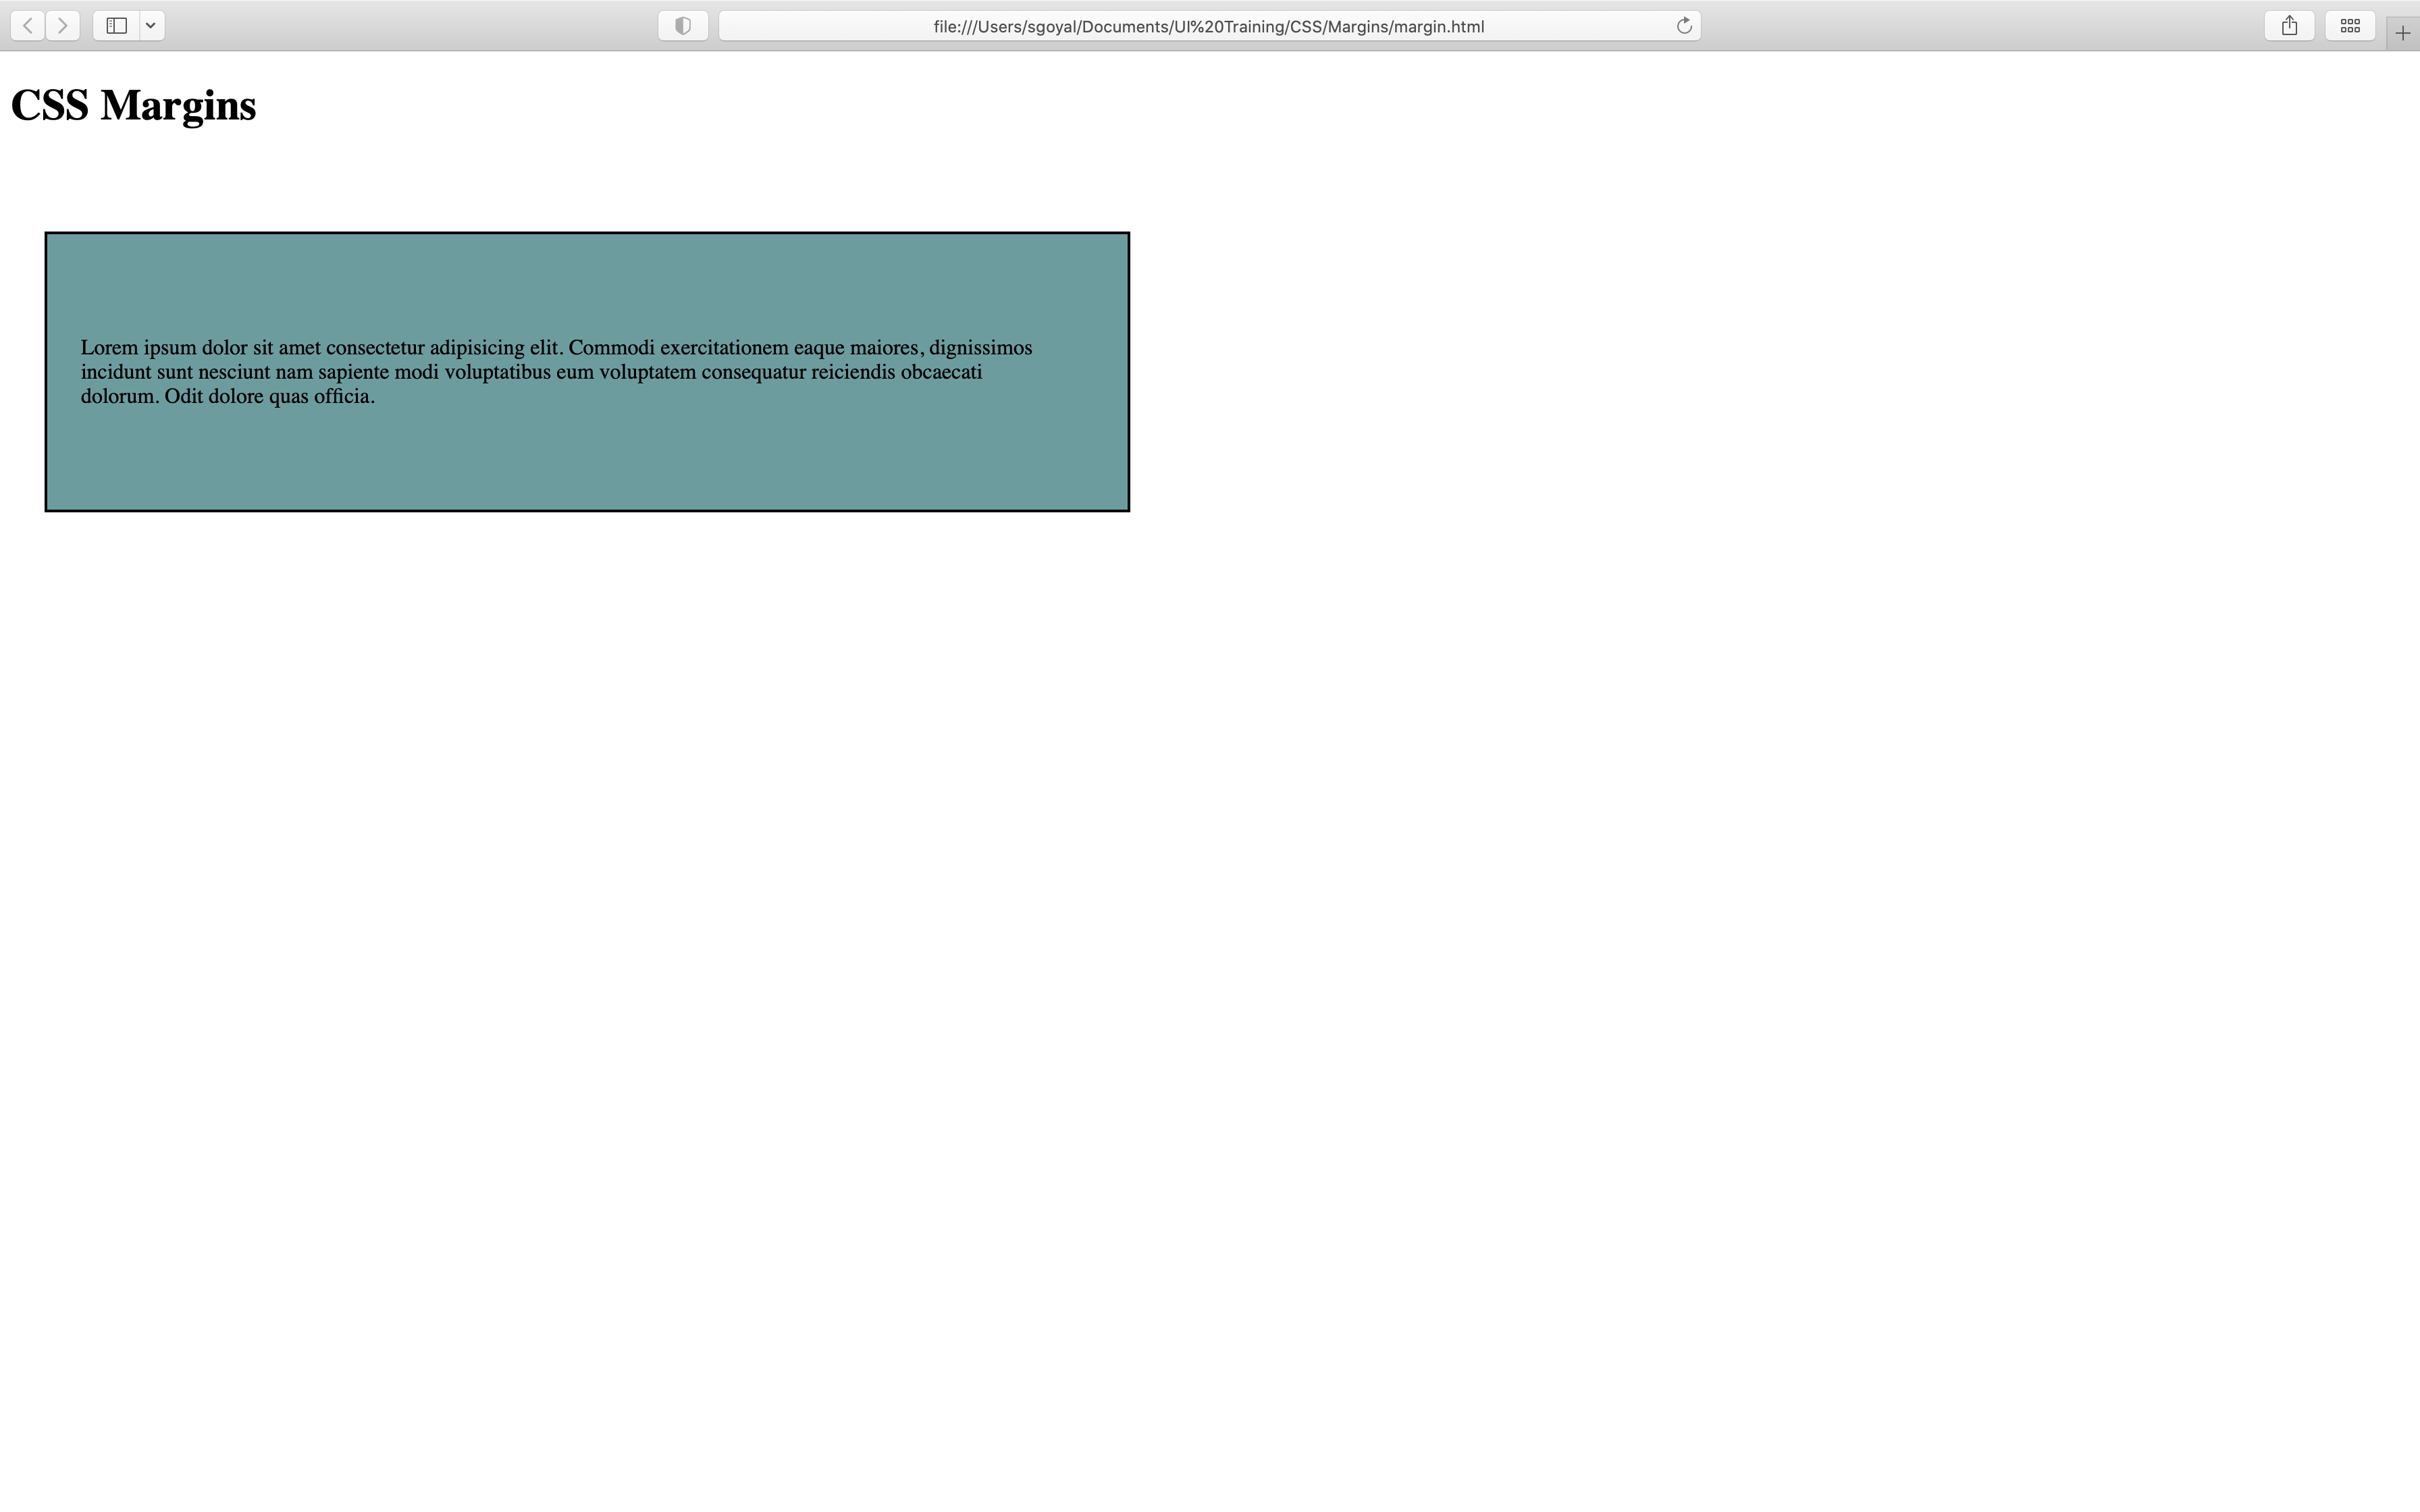 file:///Users/sgoyal/Documents/UI%20Training/CSS/Margins/margin.html
CSS Margins
Lorem ipsum dolor sit amet consectetur adipisicing elit. Commodi exercitationem eaque maiores, dignissimos
incidunt sunt nesciunt nam sapiente modi voluptatibus eum voluptatem consequatur reiciendis obcaecati
dolorum. Odit dolore quas officia.